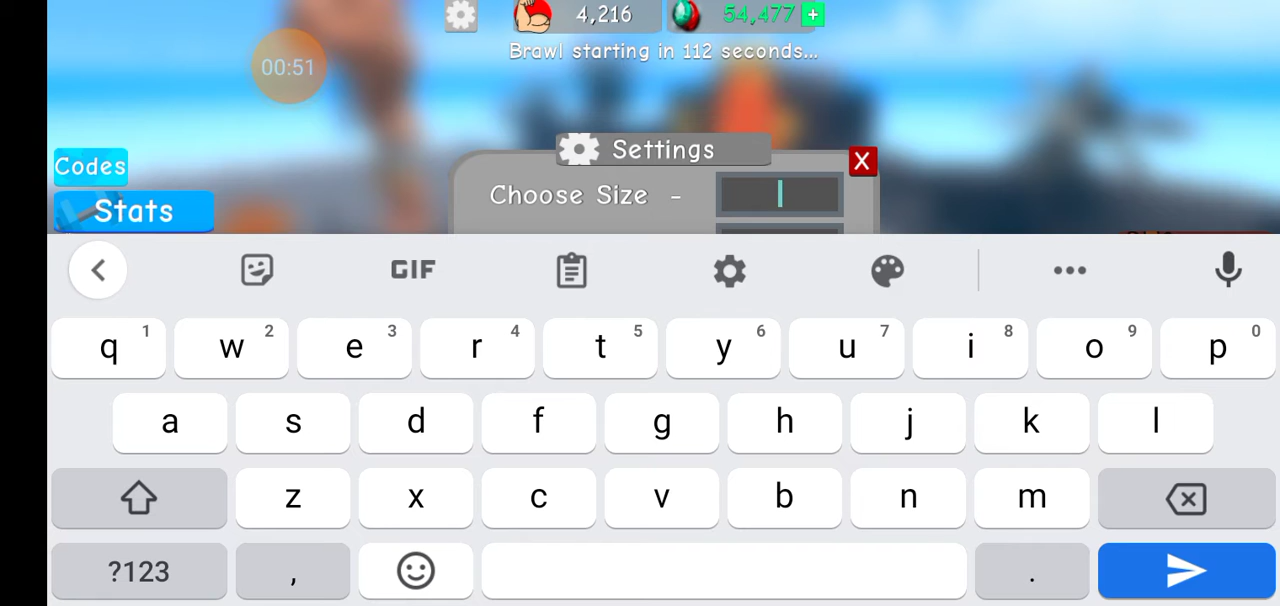 4,216 54,477 +
Brawl starting in 112 seconds...
00:51
Settings X
Codes
Choose Size -
Stats
GIF
q 1 w 2 e 3 r 4 t 5 y 6 u 7 i 8 o 9 p 0
a s d f g h j k l
z x c v b n m
?123 , .